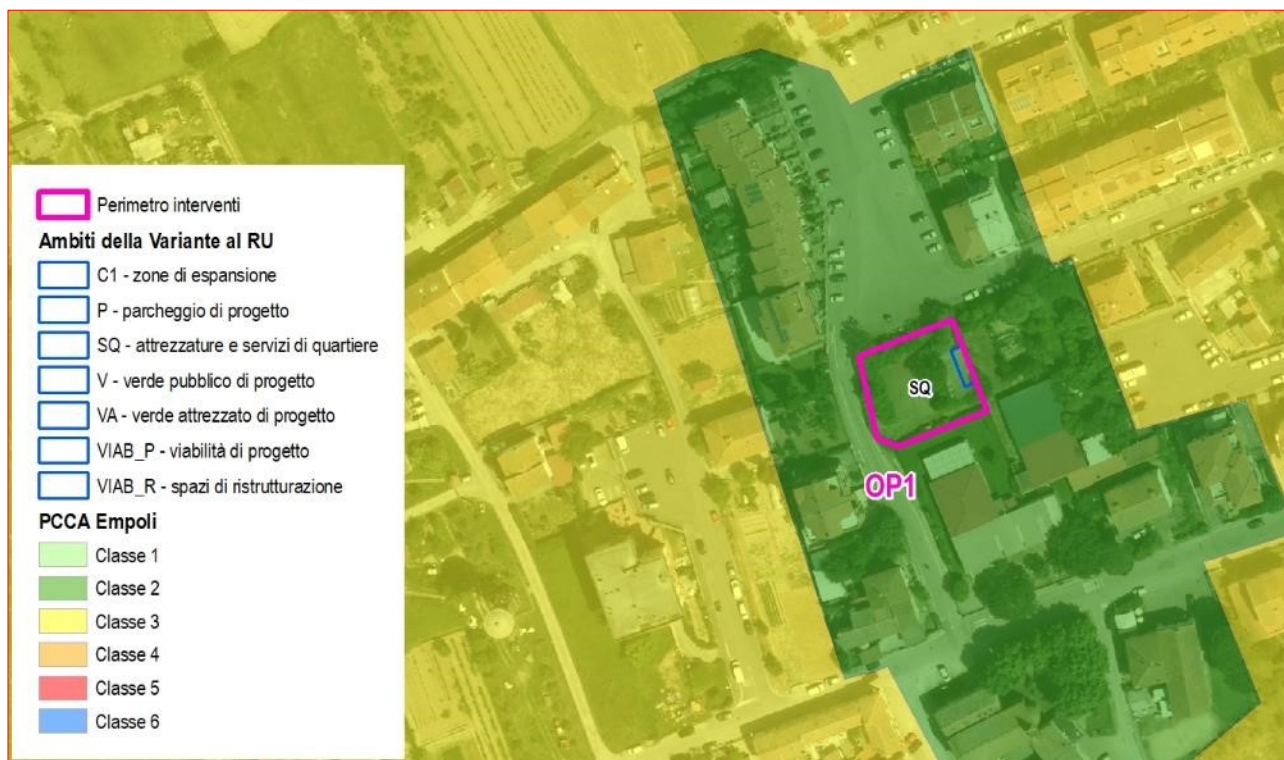 Perimetro interventi
Ambiti della Variante al RU
C1 - zone di espansione
P - parcheggio di progetto
SQ - attrezzature e servizi di quartiere
V - verde pubblico di progetto
VA - verde attrezzato di progetto
VIAB_P - viabilità di progetto
VIAB_R - spazi di ristrutturazione
PCCA Empoli
Classe 1
Classe 2
Classe 3
Classe 4
Classe 5
Classe 6
SQ
OP1